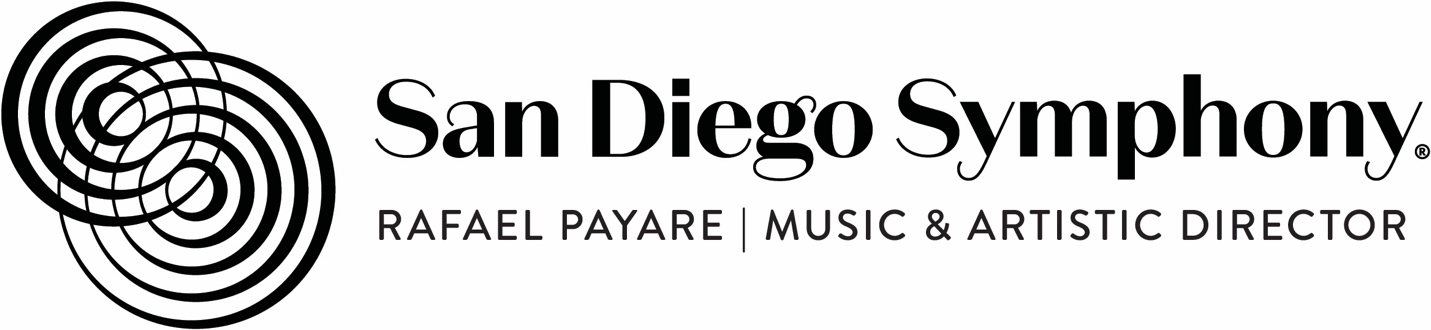 San Diego Symphony®
RAFAEL PAYARE | MUSIC & ARTISTIC DIRECTOR